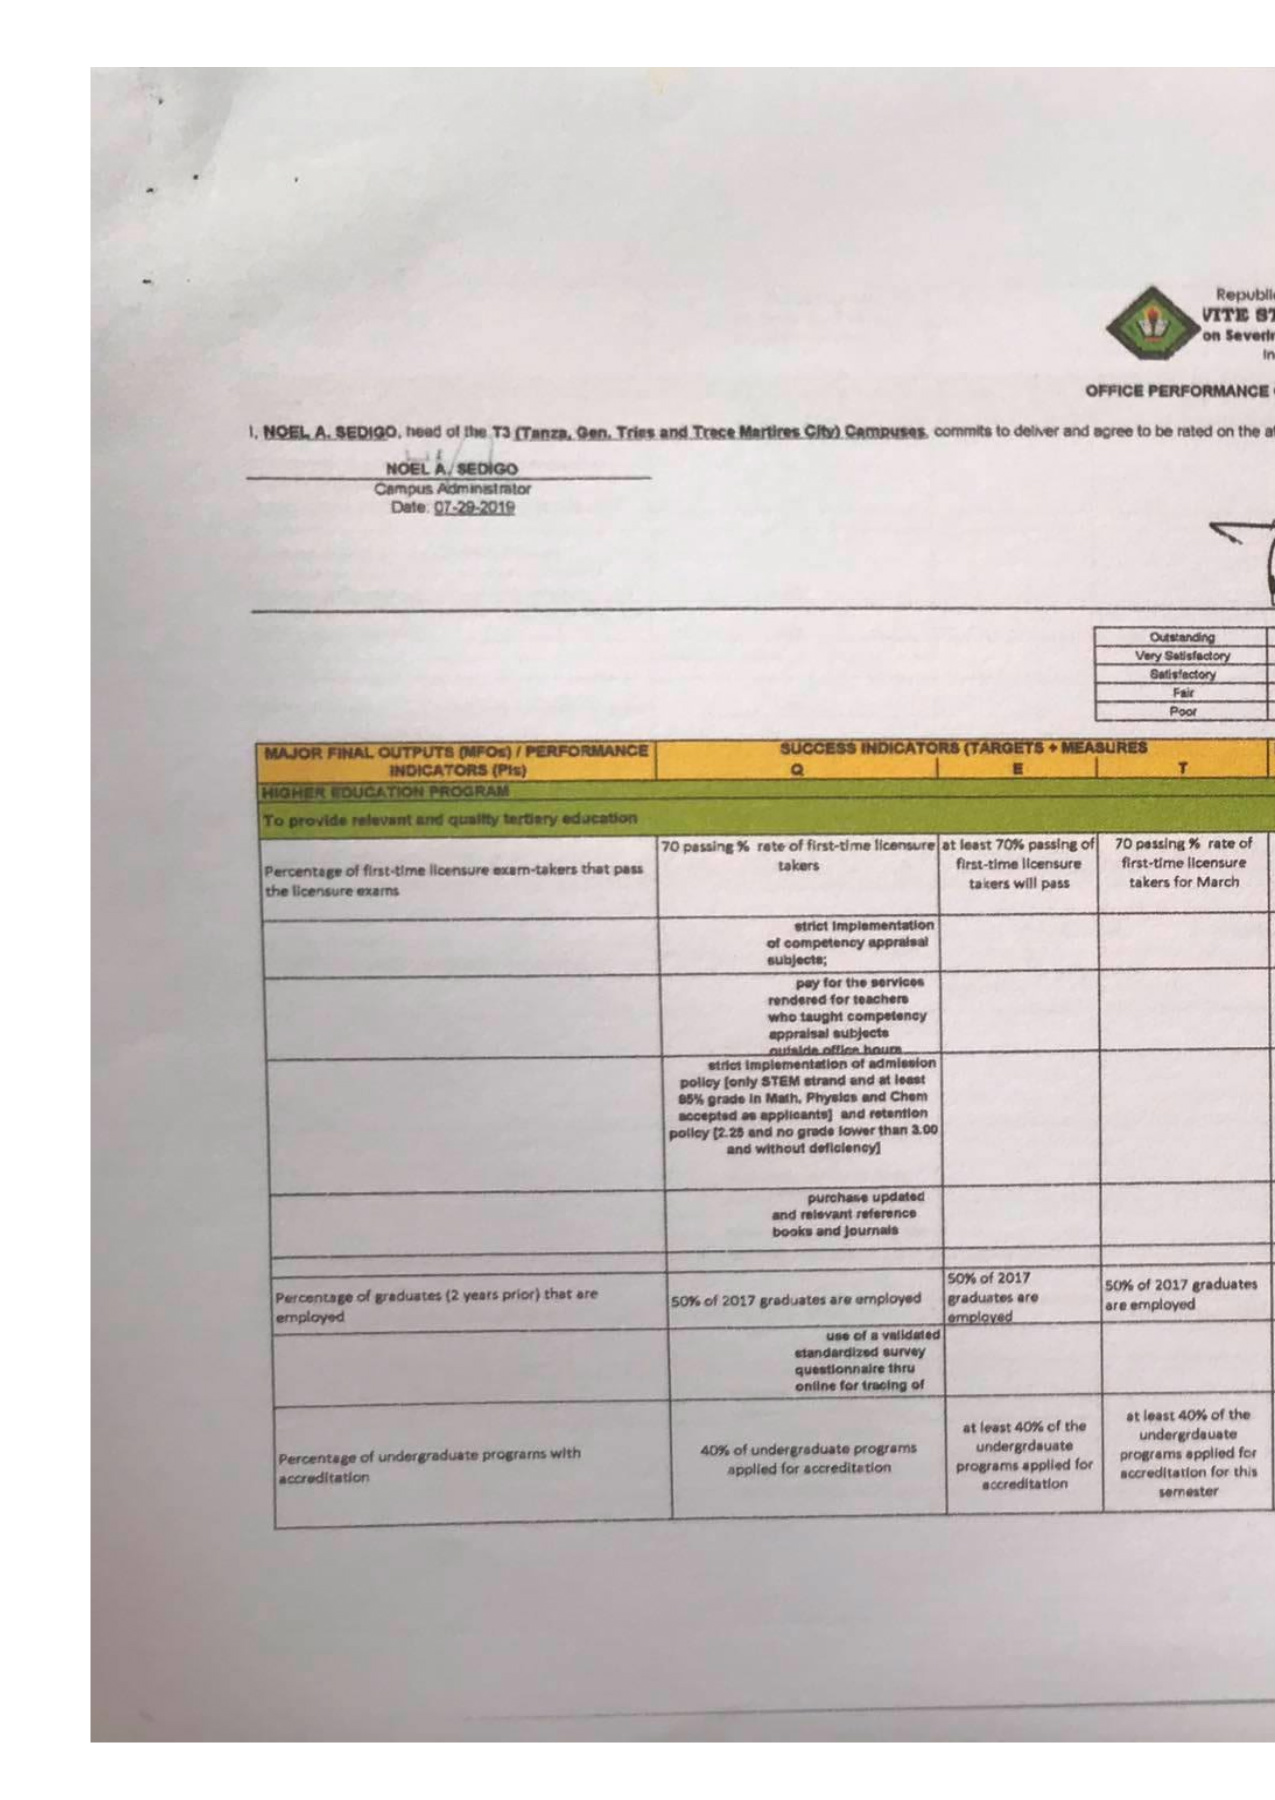 Republi
VITE ST
on Severin
In
OFFICE PERFORMANCE
I, NOEL A. SEDIGO, head of the T3 (Tanza, Gen. Tries and Trece Martires City) Campuses, commits to deliver and agree to be rated on the
NOEL A. SEDIGO
Campus Administrator
Date: 07-29-2019
Outstanding
Very Satisfactory
Satisfactory
Fair
Poor
MAJOR FINAL OUTPUTS (MFOs) / PERFORMANCE
INDICATORS (PIs)
SUCCESS INDICATORS (TARGETS + MEASURES
Q E T
HIGHER EDUCATION PROGRAM
To provide relevant and quality tertiary education
Percentage of first-time licensure exam-takers that pass
the licensure exams
70 passing % rate of first-time licensure
takers
at least 70% passing of
first-time licensure
takers will pass
70 passing % rate of
first-time licensure
takers for March
strict implementation
of competency appraisal
subjects;
pay for the services
rendered for teachers
who taught competency
appraisal subjects
outside office hours
strict implementation of admission
policy [only STEM strand and at least
85% grade in Math, Physics and Chem
accepted as applicants] and retention
policy [2.25 and no grade lower than 3.00
and without deficiency]
purchase updated
and relevant reference
books and journals
Percentage of graduates (2 years prior) that are
employed
50% of 2017 graduates are employed
50% of 2017
graduates are
employed
50% of 2017 graduates
are employed
use of a validated
standardized survey
questionnaire thru
online for tracing of
Percentage of undergraduate programs with
accreditation
40% of undergraduate programs
applied for accreditation
at least 40% of the
undergrdauate
programs applied for
accreditation
at least 40% of the
undergrdauate
programs applied for
accreditation for this
semester